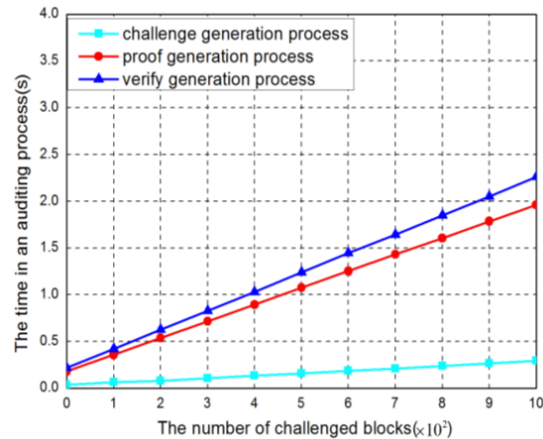 4.0
challenge generation process
proof generation process
verify generation process
3.5
3.0
2.5
2.0
1.5
1.0
0.5
0.0
The time in an auditing process(s)
0 1 2 3 4 5 6 7 8 9 10
The number of challenged blocks(×10²)